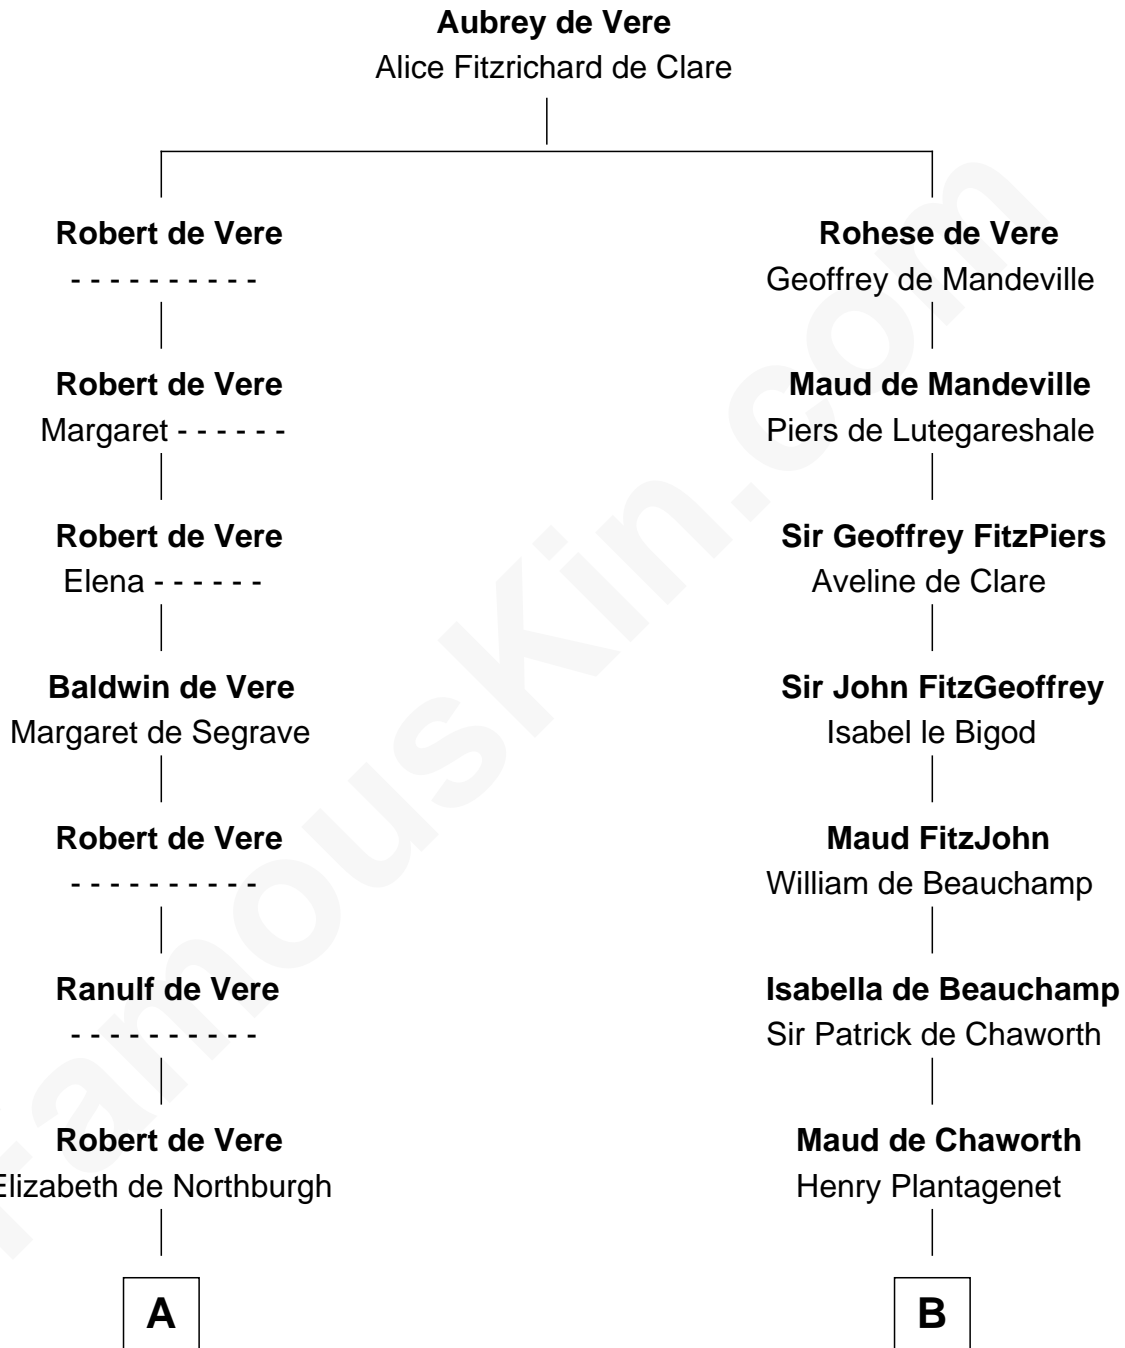 Aubrey de Vere
Alice Fitzrichard de Clare
Robert de Vere
- - - - - - - - - -
Robert de Vere
Margaret - - - - - -
Robert de Vere
Elena - - - - - -
Baldwin de Vere
Margaret de Segrave
Robert de Vere
- - - - - - - - - -
Ranulf de Vere
- - - - - - - - - -
Robert de Vere
Elizabeth de Northburgh
A
Rohese de Vere
Geoffrey de Mandeville
Maud de Mandeville
Piers de Lutegareshale
Sir Geoffrey FitzPiers
Aveline de Clare
Sir John FitzGeoffrey
Isabel le Bigod
Maud FitzJohn
William de Beauchamp
Isabella de Beauchamp
Sir Patrick de Chaworth
Maud de Chaworth
Henry Plantagenet
B
FamousKin.com